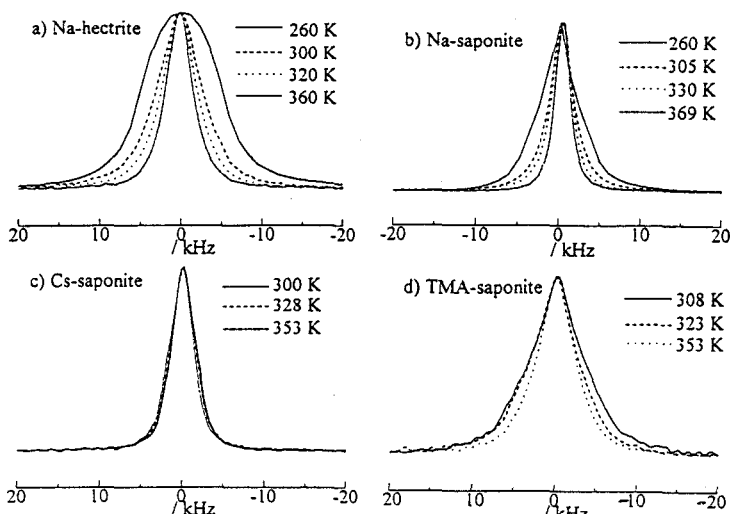 a) Na-hectrite
260 K
300 K
320 K
360 K
20 10 0 -10 -20
/ kHz
b) Na-saponite
260 K
305 K
330 K
369 K
-20 -10 0 10 20
/ kHz
c) Cs-saponite
300 K
328 K
353 K
20 10 0 -10 -20
/ kHz
d) TMA-saponite
308 K
323 K
353 K
20 10 0 -10 -20
/ kHz